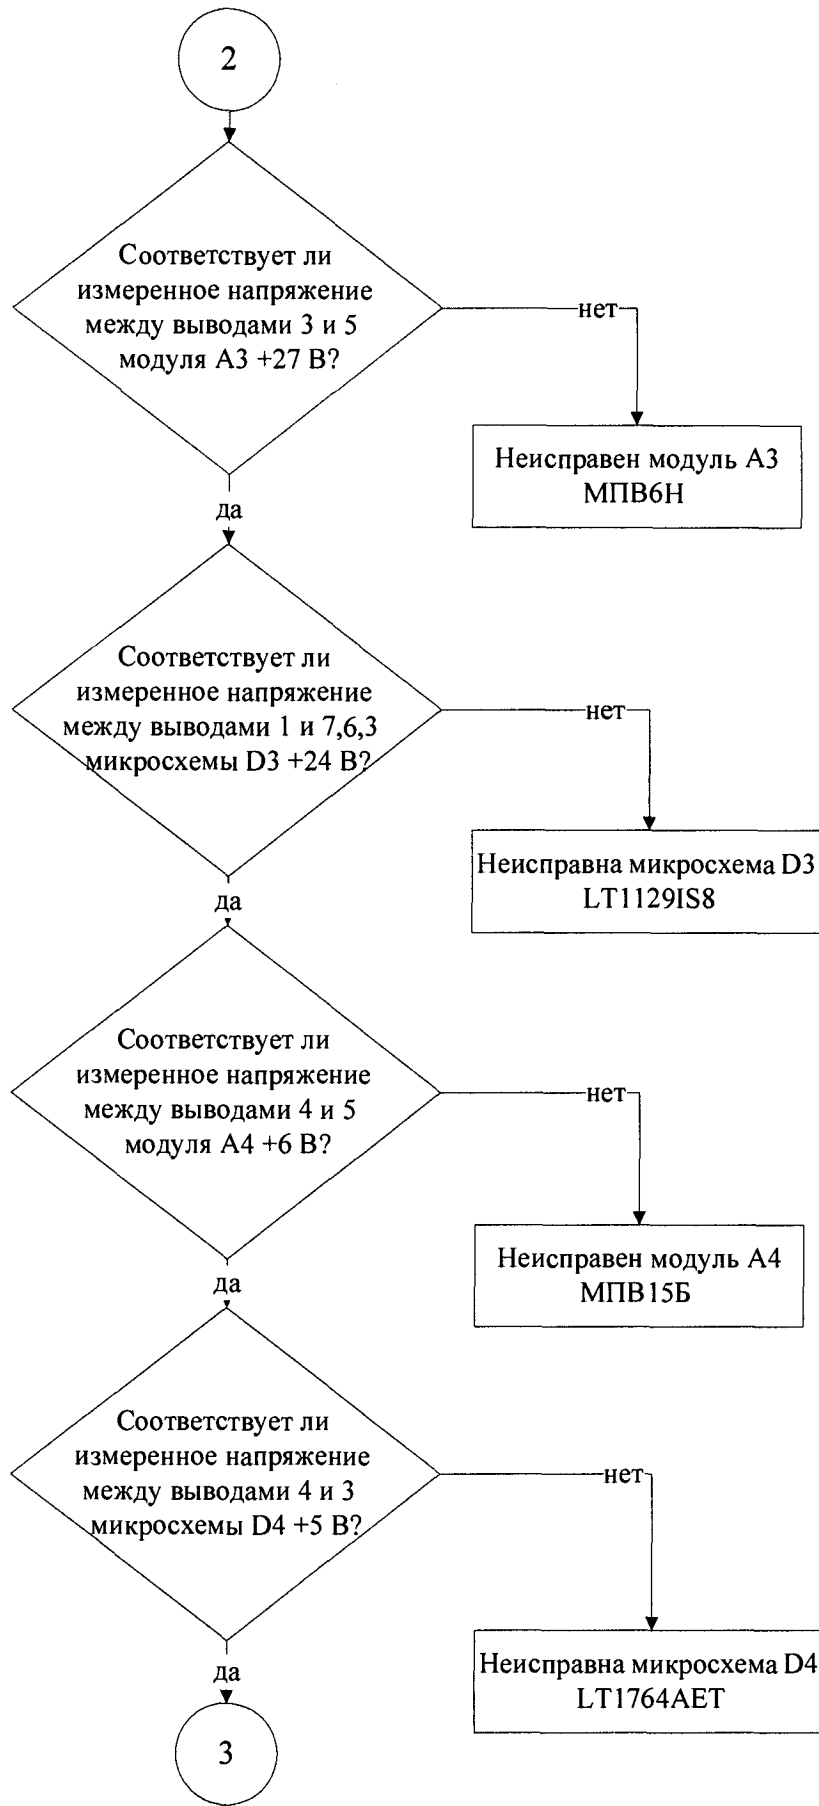 2
Соответствует ли
измеренное напряжение
между выводами 3 и 5
модуля А3 +27 В?
нет
Неисправен модуль А3
МПВ6Н
да
Соответствует ли
измеренное напряжение
между выводами 1 и 7,6,3
микросхемы D3 +24 В?
нет
Неисправна микросхема D3
LT1129IS8
да
Соответствует ли
измеренное напряжение
между выводами 4 и 5
модуля А4 +6 В?
нет
Неисправен модуль А4
МПВ15Б
да
Соответствует ли
измеренное напряжение
между выводами 4 и 3
микросхемы D4 +5 В?
нет
Неисправна микросхема D4
LT1764AET
да
3